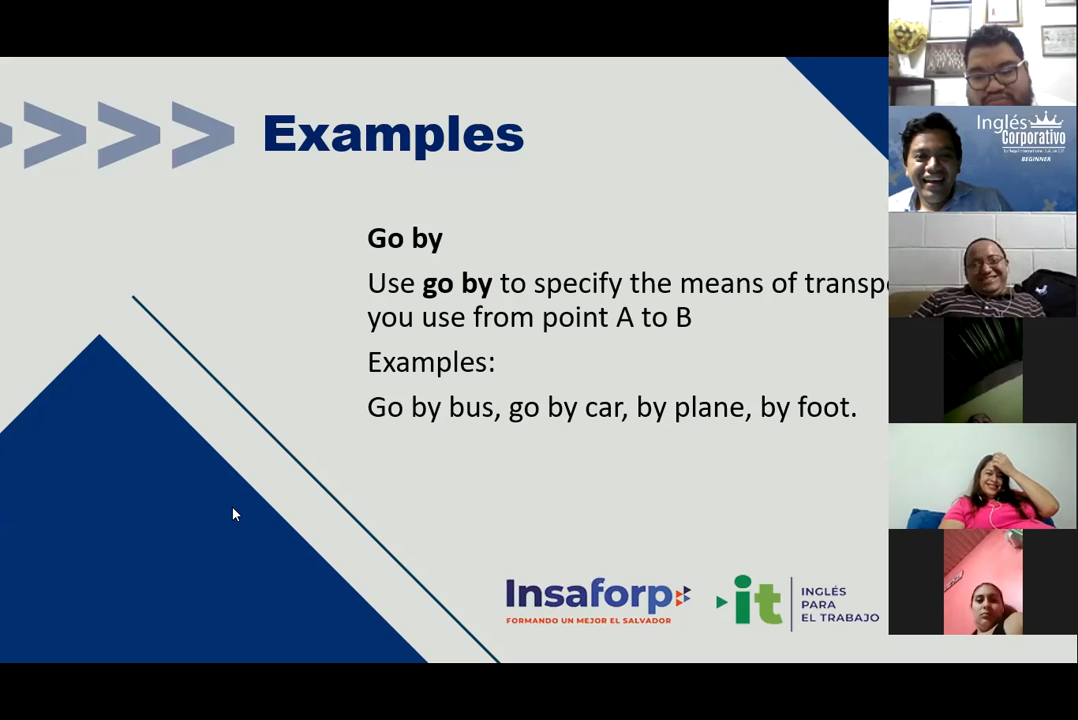 Examples
Go by
Use go by to specify the means of
you use from point A to B
Examples:
Go by bus, go by car, by plane, by foot.
Insaforp
FORMANDO UN MEJOR EL SALVADOR
it
INGLÉS
PARA
EL TRABAJO
Inglés
Corporativo
BEGINNER